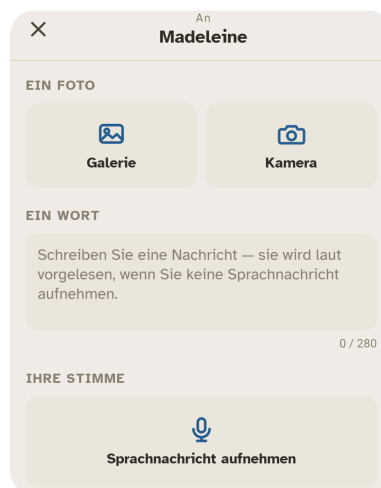 An
Madeleine
EIN FOTO
Galerie
Kamera
EIN WORT
Schreiben Sie eine Nachricht — sie wird laut
vorgelesen, wenn Sie keine Sprachnachricht
aufnehmen.
0 / 280
IHRE STIMME
Sprachnachricht aufnehmen